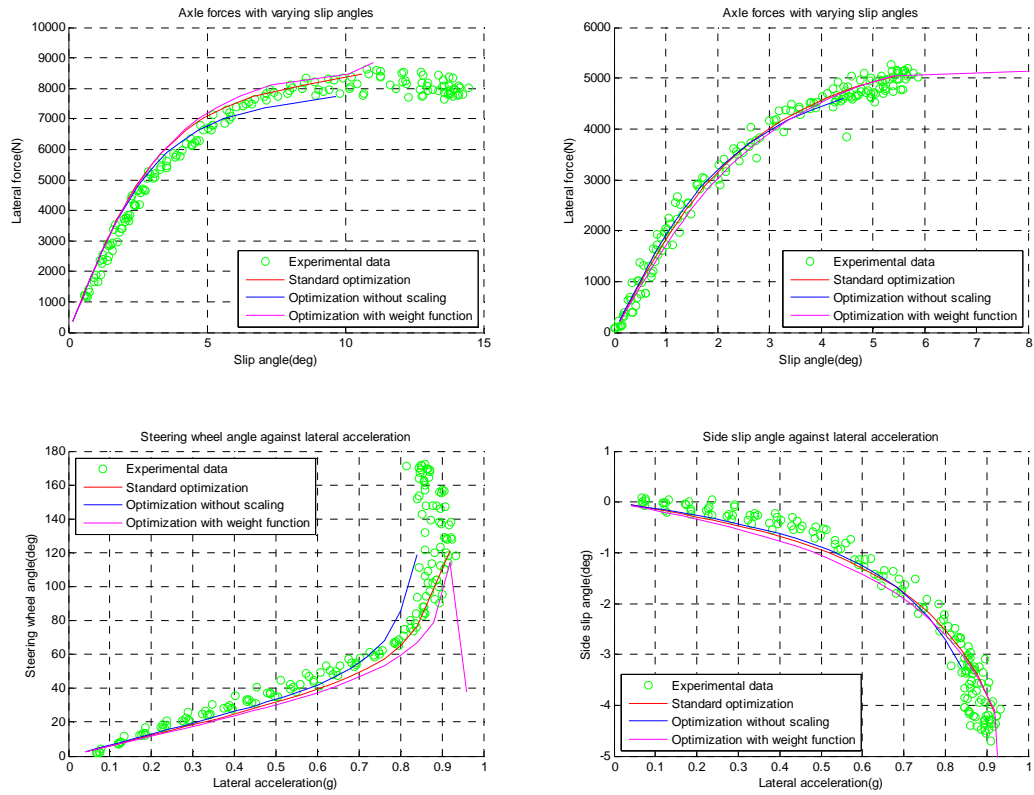 Axle forces with varying slip angles
10000
9000
8000
7000
6000
5000
4000
3000
2000
1000
0
Lateral force(N)
Experimental data
Standard optimization
Optimization without scaling
Optimization with weight function
0 5 10 15
Slip angle(deg)
Axle forces with varying slip angles
6000
5000
4000
3000
2000
1000
0
Lateral force(N)
Experimental data
Standard optimization
Optimization without scaling
Optimization with weight function
0 1 2 3 4 5 6 7 8
Slip angle(deg)
Steering wheel angle against lateral acceleration
180
160
140
120
100
80
60
40
20
0
Steering wheel angle(deg)
Experimental data
Standard optimization
Optimization without scaling
Optimization with weight function
0 0.1 0.2 0.3 0.4 0.5 0.6 0.7 0.8 0.9 1
Lateral acceleration(g)
Side slip angle against lateral acceleration
1
0
-1
-2
-3
-4
-5
Side slip angle(deg)
Experimental data
Standard optimization
Optimization without scaling
Optimization with weight function
0 0.1 0.2 0.3 0.4 0.5 0.6 0.7 0.8 0.9 1
Lateral acceleration(g)